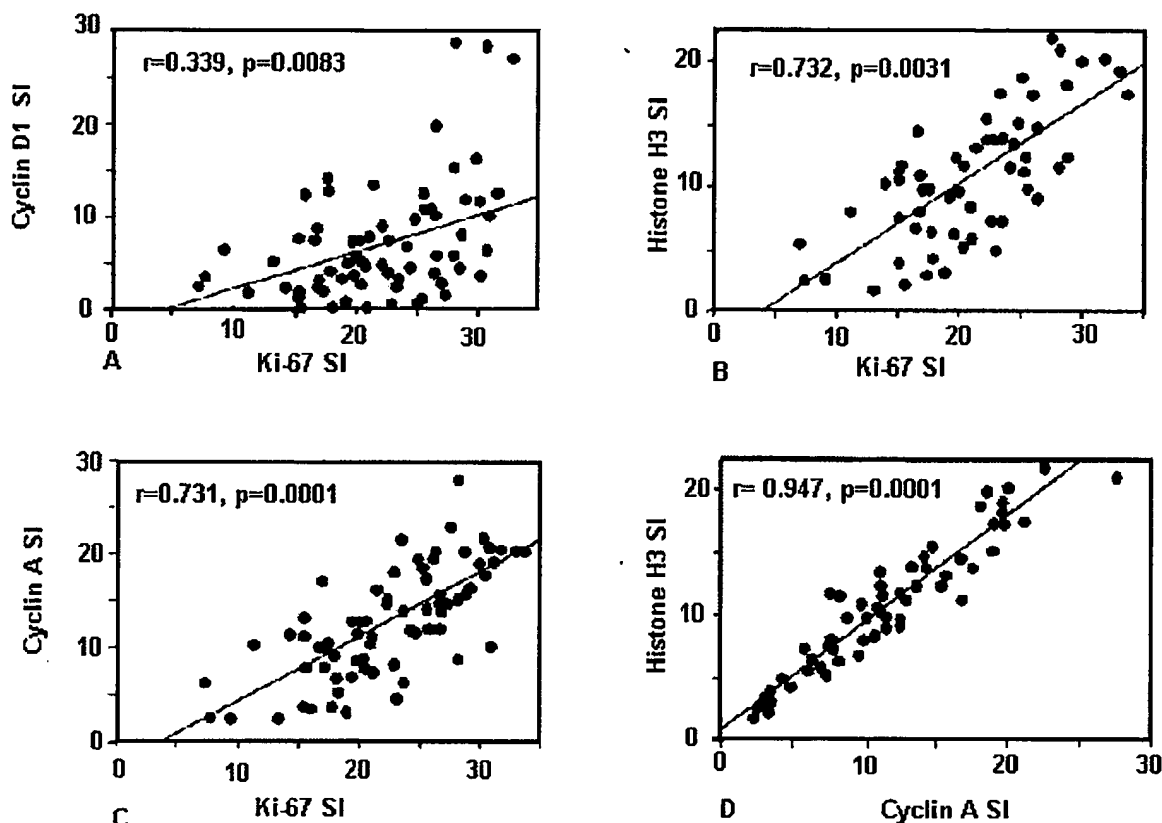 30
r=0.339, p=0.0083
20
10
0
Cyclin D1 SI
0 10 20 30
A
Ki-67 SI
20
r=0.732, p=0.0031
10
0
Histone H3 SI
0 10 20 30
B
Ki-67 SI
30
r=0.731, p=0.0001
20
10
0
Cyclin A SI
0 10 20 30
C
Ki-67 SI
20
r= 0.947, p=0.0001
10
0
Histone H3 SI
0 10 20 30
D
Cyclin A SI